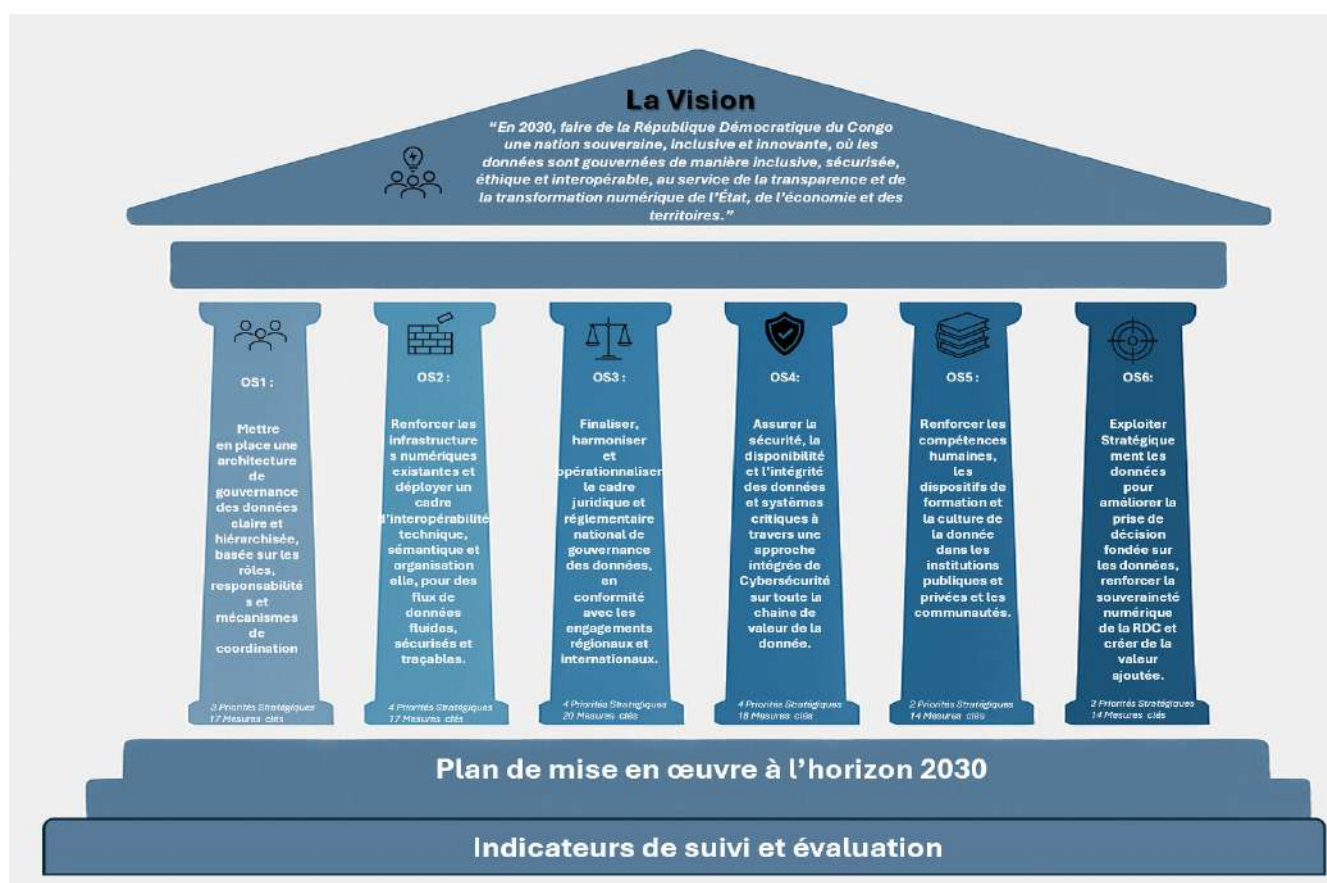 La Vision
“En 2030, faire de la République Démocratique du Congo
une nation souveraine, inclusive et innovante, où les
données sont gouvernées de manière inclusive, sécurisée,
éthique et interopérable, au service de la transparence et de
la transformation numérique de l’État, de l’économie et des
territoires.”
OS1 :
Mettre
en place une
architecture
de
gouvernance
des données
claire et
hiérarchisée,
basée sur les
rôles,
responsabilité
s et
mécanismes
de
coordination
3 Priorités Stratégiques
17 Mesures clés
OS2 :
Renforcer les
infrastructure
s numériques
existantes et
déployer un
cadre
d’interopérabilité
technique,
sémantique et
organisation
elle, pour des
flux de
données
fluides,
sécurisés et
traçables.
4 Priorités Stratégiques
17 Mesures clés
OS3 :
Finaliser,
harmoniser
et
opérationnaliser
le cadre
juridique et
réglementaire
national de
gouvernance
des données,
en
conformité
avec les
engagements
régionaux et
internationaux.
4 Priorités Stratégiques
20 Mesures clés
OS4:
Assurer la
sécurité, la
disponibilité
et l’intégrité
des données
et systèmes
critiques à
travers une
approche
intégrée de
Cybersécurité
sur toute la
chaine de
valeur de la
donnée.
4 Priorités Stratégiques
18 Mesures clés
OS5 :
Renforcer les
compétences
humaines,
les
dispositifs de
formation et
la culture de
la donnée
dans les
institutions
publiques et
privées et les
communautés.
2 Priorités Stratégiques
14 Mesures clés
OS6:
Exploiter
Stratégique
ment les
données
pour
améliorer la
prise de
décision
fondée sur
les données,
renforcer la
souveraineté
numérique
de la RDC et
créer de la
valeur
ajoutée.
Priorités Stratégiques
14 Mesures clés
Plan de mise en œuvre à l’horizon 2030
Indicateurs de suivi et évaluation